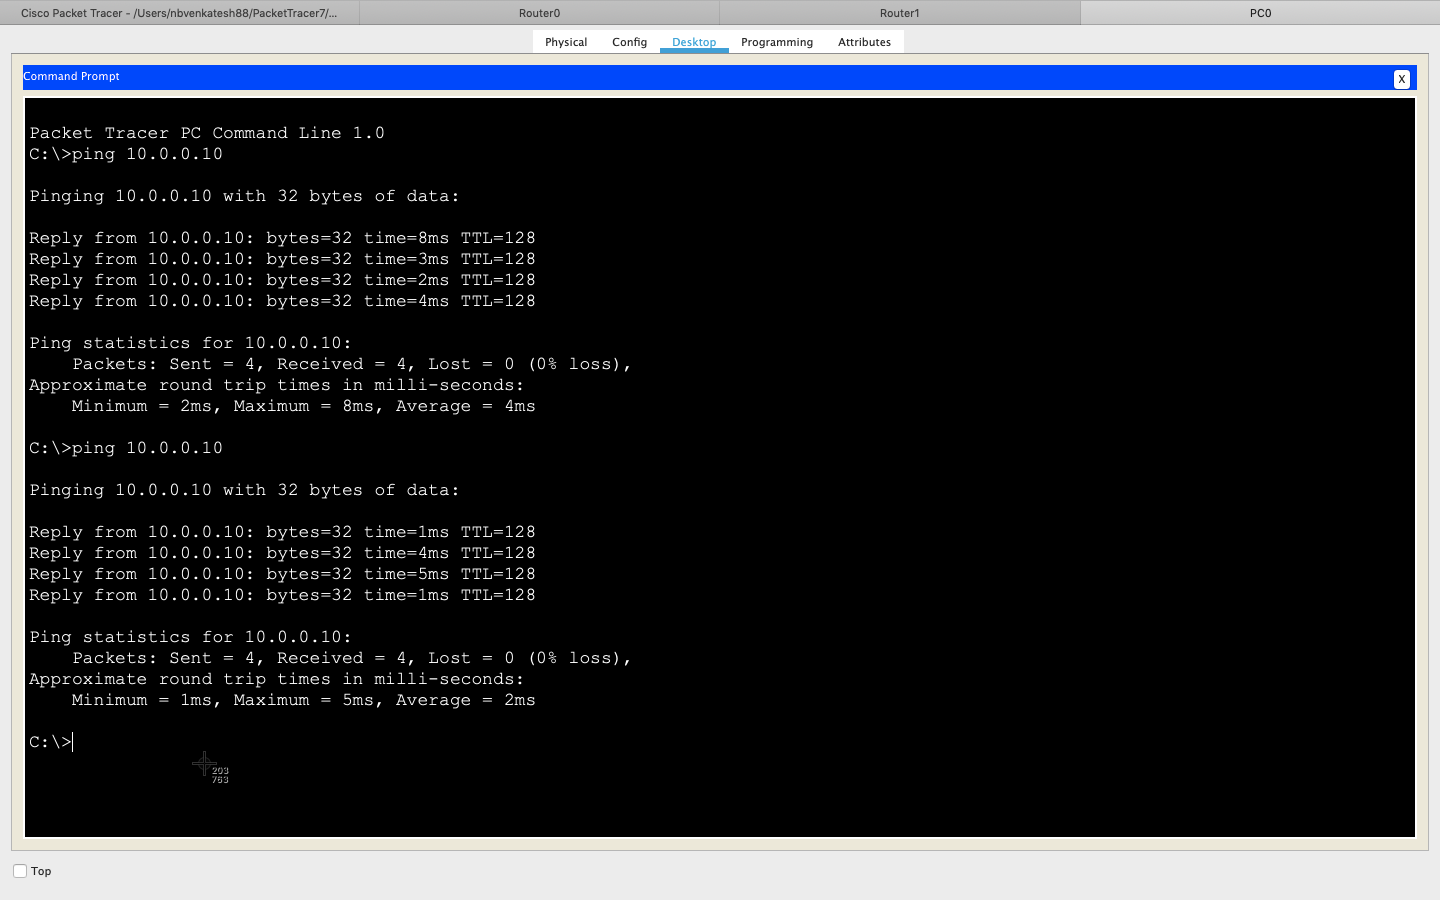 Cisco Packet Tracer - /Users/nbvenkatesh88/PacketTracer7/...
Router0
Router1
PC0
Physical Config Desktop Programming Attributes
Command Prompt
X
Packet Tracer PC Command Line 1.0
C:\>ping 10.0.0.10
Pinging 10.0.0.10 with 32 bytes of data:
Reply from 10.0.0.10: bytes=32 time=8ms TTL=128
Reply from 10.0.0.10: bytes=32 time=3ms TTL=128
Reply from 10.0.0.10: bytes=32 time=2ms TTL=128
Reply from 10.0.0.10: bytes=32 time=4ms TTL=128
Ping statistics for 10.0.0.10:
Packets: Sent = 4, Received = 4, Lost = 0 (0% loss),
Approximate round trip times in milli-seconds:
Minimum = 2ms, Maximum = 8ms, Average = 4ms
C:\>ping 10.0.0.10
Pinging 10.0.0.10 with 32 bytes of data:
Reply from 10.0.0.10: bytes=32 time=1ms TTL=128
Reply from 10.0.0.10: bytes=32 time=4ms TTL=128
Reply from 10.0.0.10: bytes=32 time=5ms TTL=128
Reply from 10.0.0.10: bytes=32 time=1ms TTL=128
Ping statistics for 10.0.0.10:
Packets: Sent = 4, Received = 4, Lost = 0 (0% loss),
Approximate round trip times in milli-seconds:
Minimum = 1ms, Maximum = 5ms, Average = 2ms
C:\>
203
763
Top